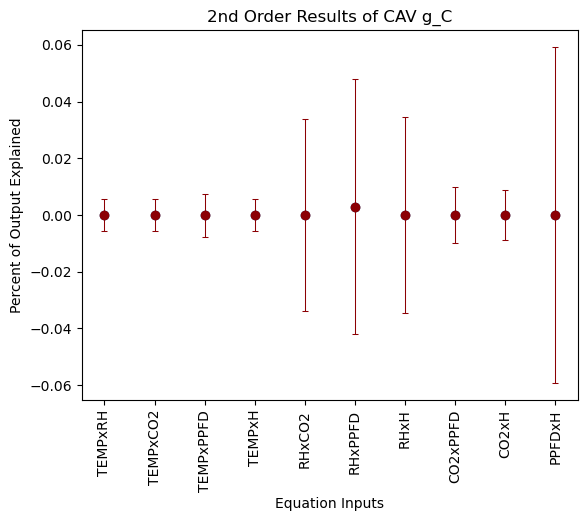 2nd Order Results of CAV g_C
Percent of Output Explained
0.06
0.04
0.02
0.00
−0.02
−0.04
−0.06
TEMPxRH
TEMPxCO2
TEMPxPPFD
TEMPxH
RHxCO2
RHxPPFD
RHxH
CO2xPPFD
CO2xH
PPFDxH
Equation Inputs